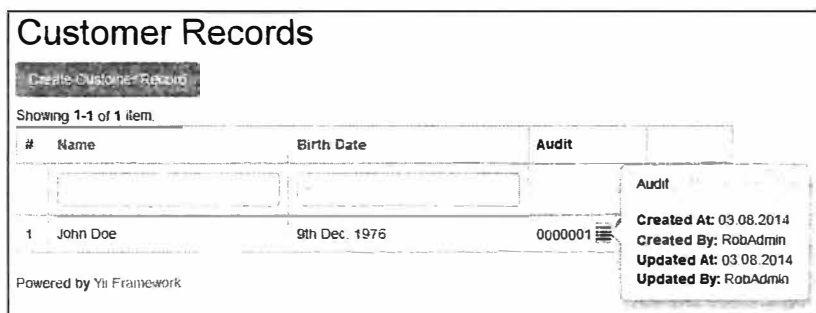 Customer Records
Create Customer Record
Showing 1-1 of 1 item.
# Name Birth Date Audit
1 John Doe 9th Dec. 1976 0000001
Audit
Created At: 03.08.2014
Created By: RobAdmin
Updated At: 03.08.2014
Updated By: RobAdmin
Powered by Yii Framework